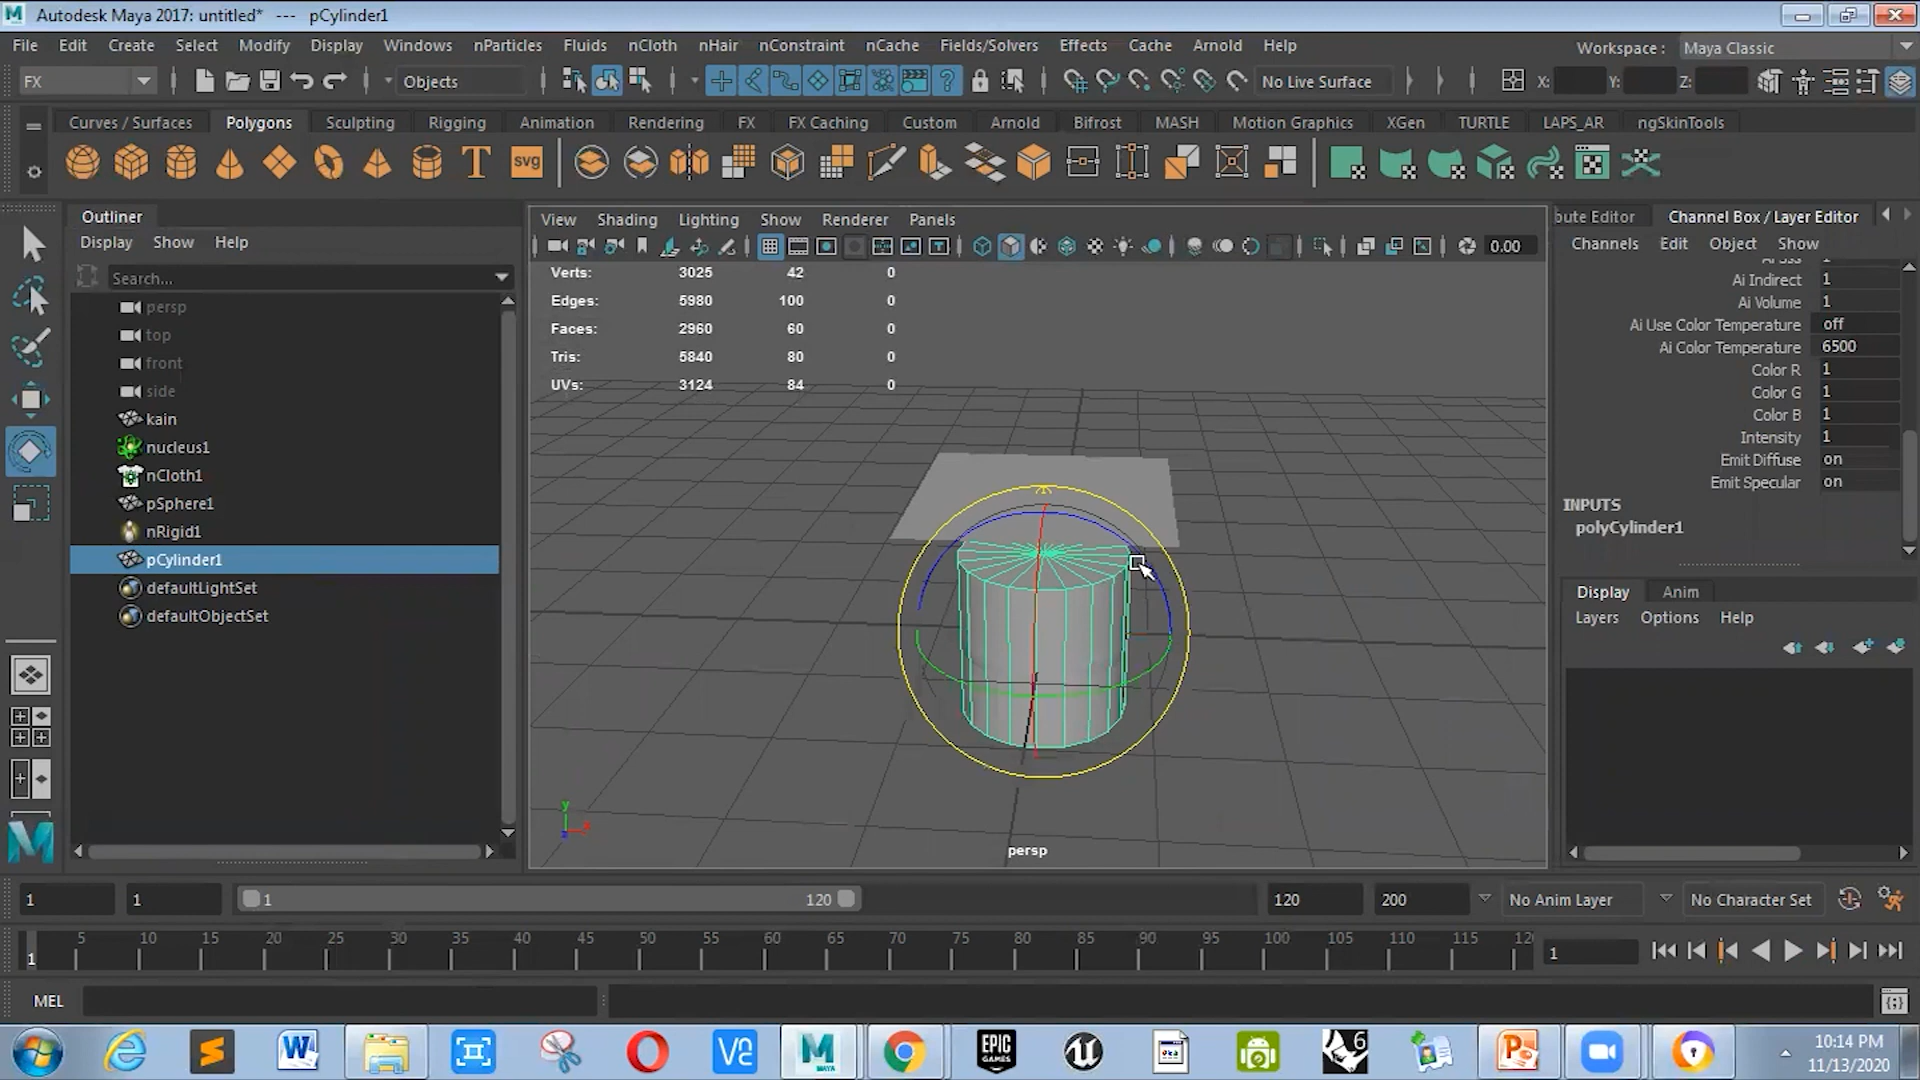 Autodesk Maya 2017: untitled* --- pCylinder1
File Edit Create Select Modify Display Windows nParticles Fluids nCloth nHair nConstraint nCache Fields/Solvers Effects Cache Arnold Help Workspace : Maya Classic
FX Objects No Live Surface X: Y: Z:
Curves / Surfaces Polygons Sculpting Rigging Animation Rendering FX FX Caching Custom Arnold Bifrost MASH Motion Graphics XGen TURTLE LAPS_AR ngSkinTools
T svg
Outliner
Display Show Help
Search...
persp
top
front
side
kain
nucleus1
nCloth1
pSphere1
nRigid1
pCylinder1
defaultLightSet
defaultObjectSet
View Shading Lighting Show Renderer Panels
0.00
Verts: 3025 42 0
Edges: 5980 100 0
Faces: 2960 60 0
Tris: 5840 80 0
UVs: 3124 84 0
y
persp
bute Editor Channel Box / Layer Editor
Channels Edit Object Show
Ai Indirect 1
Ai Volume 1
Ai Use Color Temperature off
Ai Color Temperature 6500
Color R 1
Color G 1
Color B 1
Intensity 1
Emit Diffuse on
Emit Specular on
INPUTS
polyCylinder1
Display Anim
Layers Options Help
1 1 1 120 120 200 No Anim Layer No Character Set
5 10 15 20 25 30 35 40 45 50 55 60 65 70 75 80 85 90 95 100 105 110 115 12
1 1
MEL
EPIC GAMES
6
10:14 PM
11/13/2020